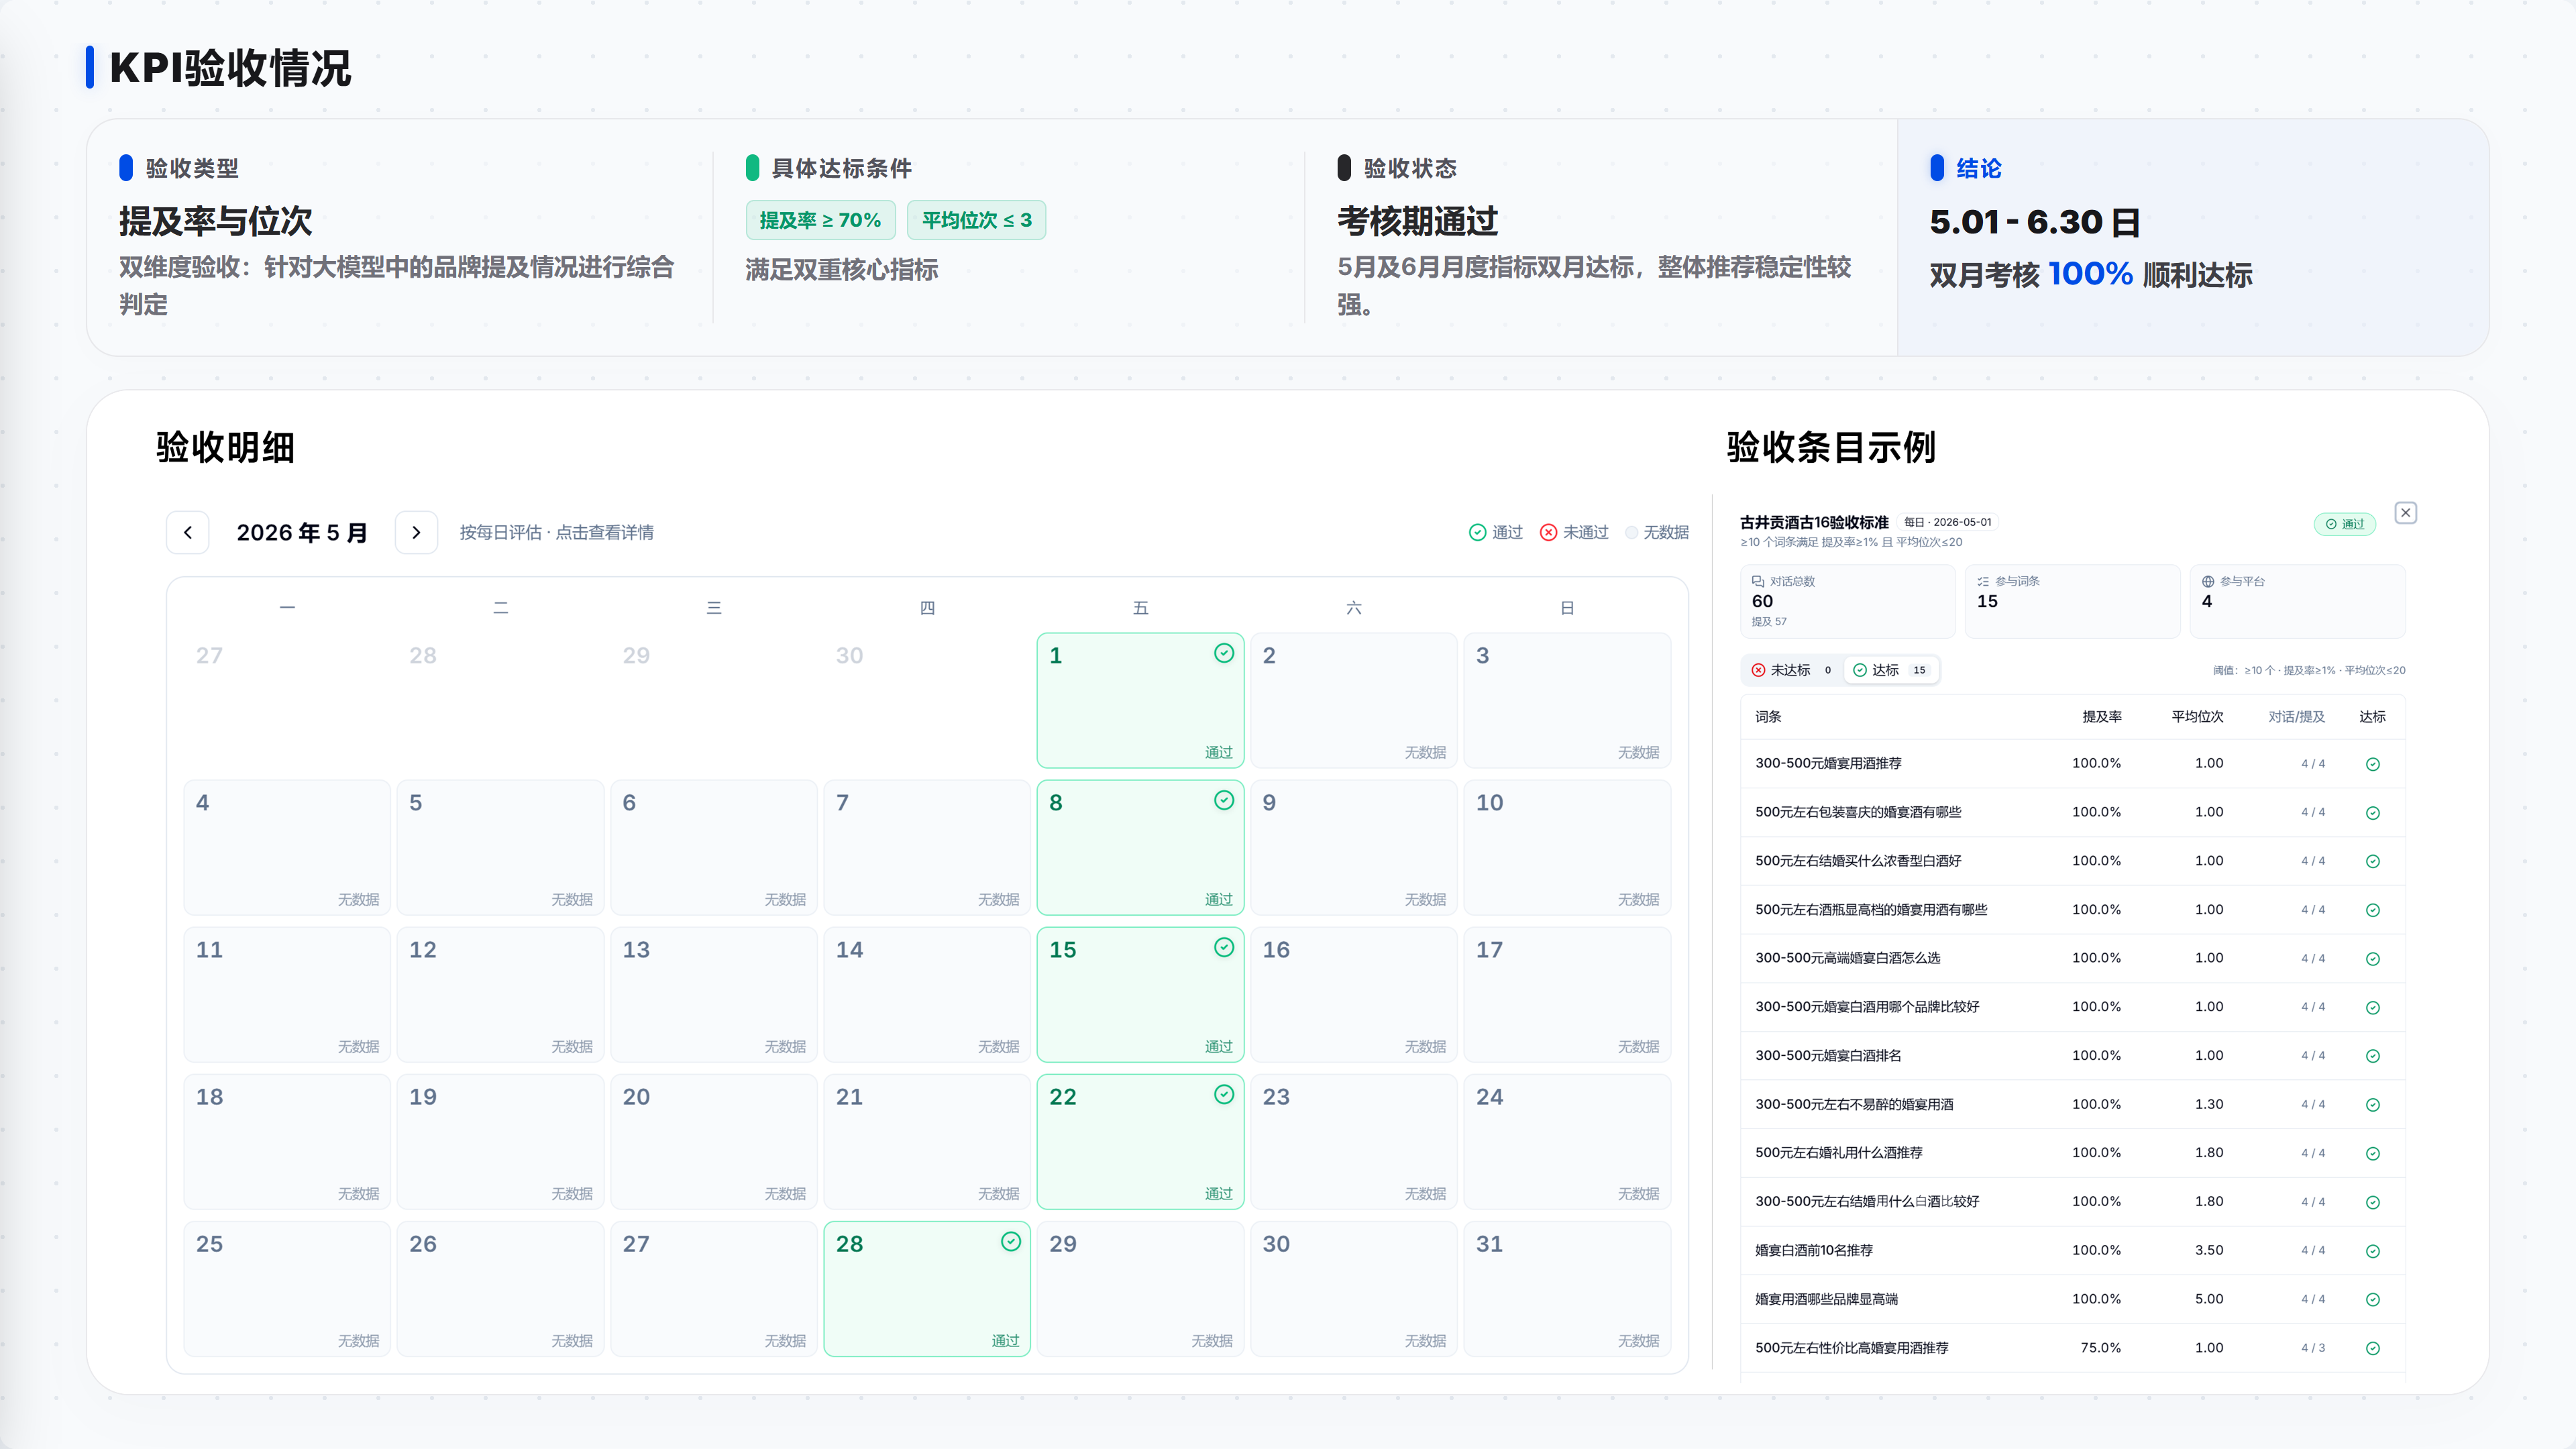 KPI验收情况
验收类型
提及率与位次
双维度验收：针对大模型中的品牌提及情况进行综合
判定
具体达标条件
提及率 ≥ 70% 平均位次 ≤ 3
满足双重核心指标
验收状态
考核期通过
5月及6月月度指标双月达标，整体推荐稳定性较
强。
结论
5.01 - 6.30 日
双月考核 100% 顺利达标
验收明细
2026 年 5 月 按每日评估 · 点击查看详情 通过 未通过 无数据
一 二 三 四 五 六 日
27 28 29 30 1 2 3
通过 无数据 无数据
4 5 6 7 8 9 10
无数据 无数据 无数据 无数据 通过 无数据 无数据
11 12 13 14 15 16 17
无数据 无数据 无数据 无数据 通过 无数据 无数据
18 19 20 21 22 23 24
无数据 无数据 无数据 无数据 通过 无数据 无数据
25 26 27 28 29 30 31
无数据 无数据 无数据 通过 无数据 无数据 无数据
验收条目示例
古井贡酒古16验收标准 每日 · 2026-05-01 通过
≥10 个词条满足 提及率≥1% 且 平均位次≤20
对话总数
60
提及 57
参与词条
15
参与平台
4
未达标 0 达标 15 阈值：≥10 个 · 提及率≥1% · 平均位次≤20
词条 提及率 平均位次 对话/提及 达标
300-500元婚宴用酒推荐 100.0% 1.00 4 / 4
500元左右包装喜庆的婚宴酒有哪些 100.0% 1.00 4 / 4
500元左右结婚买什么浓香型白酒好 100.0% 1.00 4 / 4
500元左右酒瓶显高档的婚宴用酒有哪些 100.0% 1.00 4 / 4
300-500元高端婚宴白酒怎么选 100.0% 1.00 4 / 4
300-500元婚宴白酒用哪个品牌比较好 100.0% 1.00 4 / 4
300-500元婚宴白酒排名 100.0% 1.00 4 / 4
300-500元左右不易醉的婚宴用酒 100.0% 1.30 4 / 4
500元左右婚礼用什么酒推荐 100.0% 1.80 4 / 4
300-500元左右结婚用什么白酒比较好 100.0% 1.80 4 / 4
婚宴白酒前10名推荐 100.0% 3.50 4 / 4
婚宴用酒哪些品牌显高端 100.0% 5.00 4 / 4
500元左右性价比高婚宴用酒推荐 75.0% 1.00 4 / 3